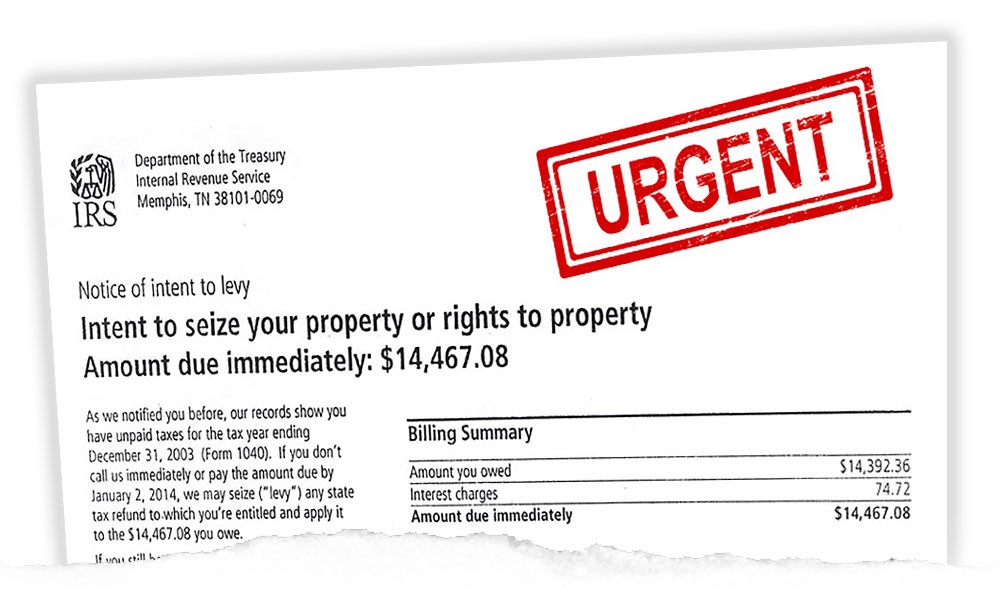 Department of the Treasury
Internal Revenue Service
Memphis, TN 38101-0069
IRS
URGENT
Notice of intent to levy
Intent to seize your property or rights to property
Amount due immediately: $14,467.08
As we notified you before, our records show you
have unpaid taxes for the tax year ending
December 31, 2003 (Form 1040). If you don't
call us immediately or pay the amount due by
January 2, 2014, we may seize ("levy") any state
tax refund to which you're entitled and apply it
to the $14,467.08 you owe.
If you still
Billing Summary
Amount you owed $14,392.36
Interest charges 74.72
Amount due immediately $14,467.08